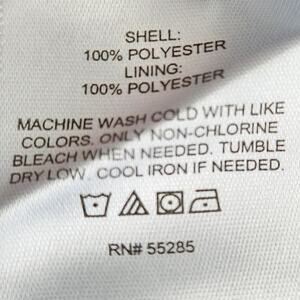 SHELL:
100% POLYESTER
LINING:
100% POLYESTER
MACHINE WASH COLD WITH LIKE
COLORS. ONLY NON-CHLORINE
BLEACH WHEN NEEDED. TUMBLE
DRY LOW. COOL IRON IF NEEDED.
RN# 55285